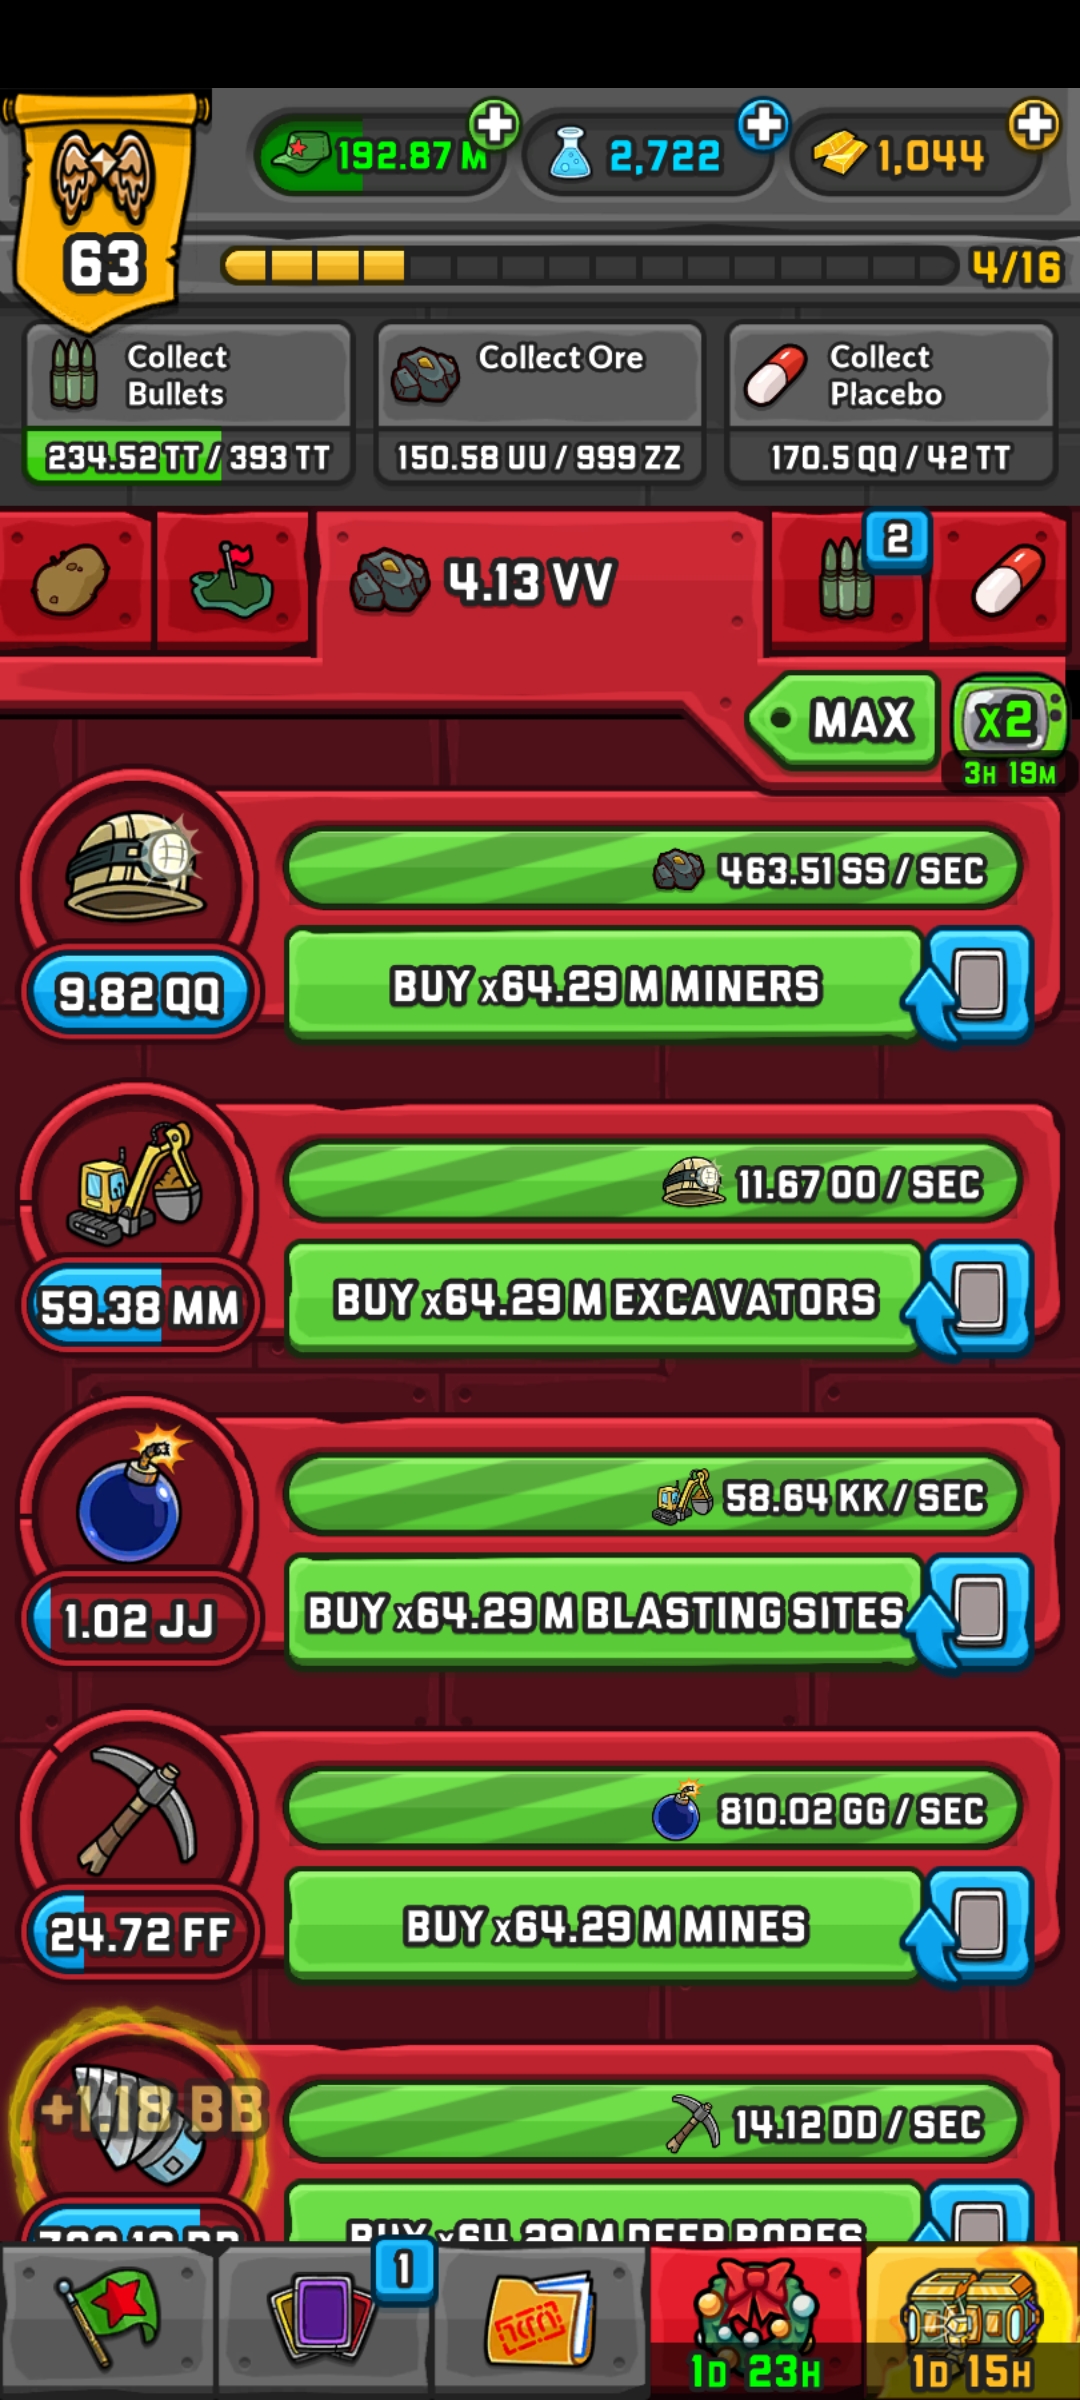 192.87 M
2,722
1,044
63
4/16
Collect
Bullets
234.52 TT / 393 TT
Collect Ore
150.58 UU / 999 ZZ
Collect
Placebo
170.5 QQ / 42 TT
4.13 VV
2
MAX
x2
3H 19M
463.51 SS / SEC
9.82 QQ
BUY x64.29 M MINERS
11.67 OO / SEC
59.38 MM
BUY x64.29 M EXCAVATORS
58.64 KK / SEC
1.02 JJ
BUY x64.29 M BLASTING SITES
810.02 GG / SEC
24.72 FF
BUY x64.29 M MINES
+1.18 BB
14.12 DD / SEC
BUY x64.29 M DEEP BORES
1
1D 23H
1D 15H